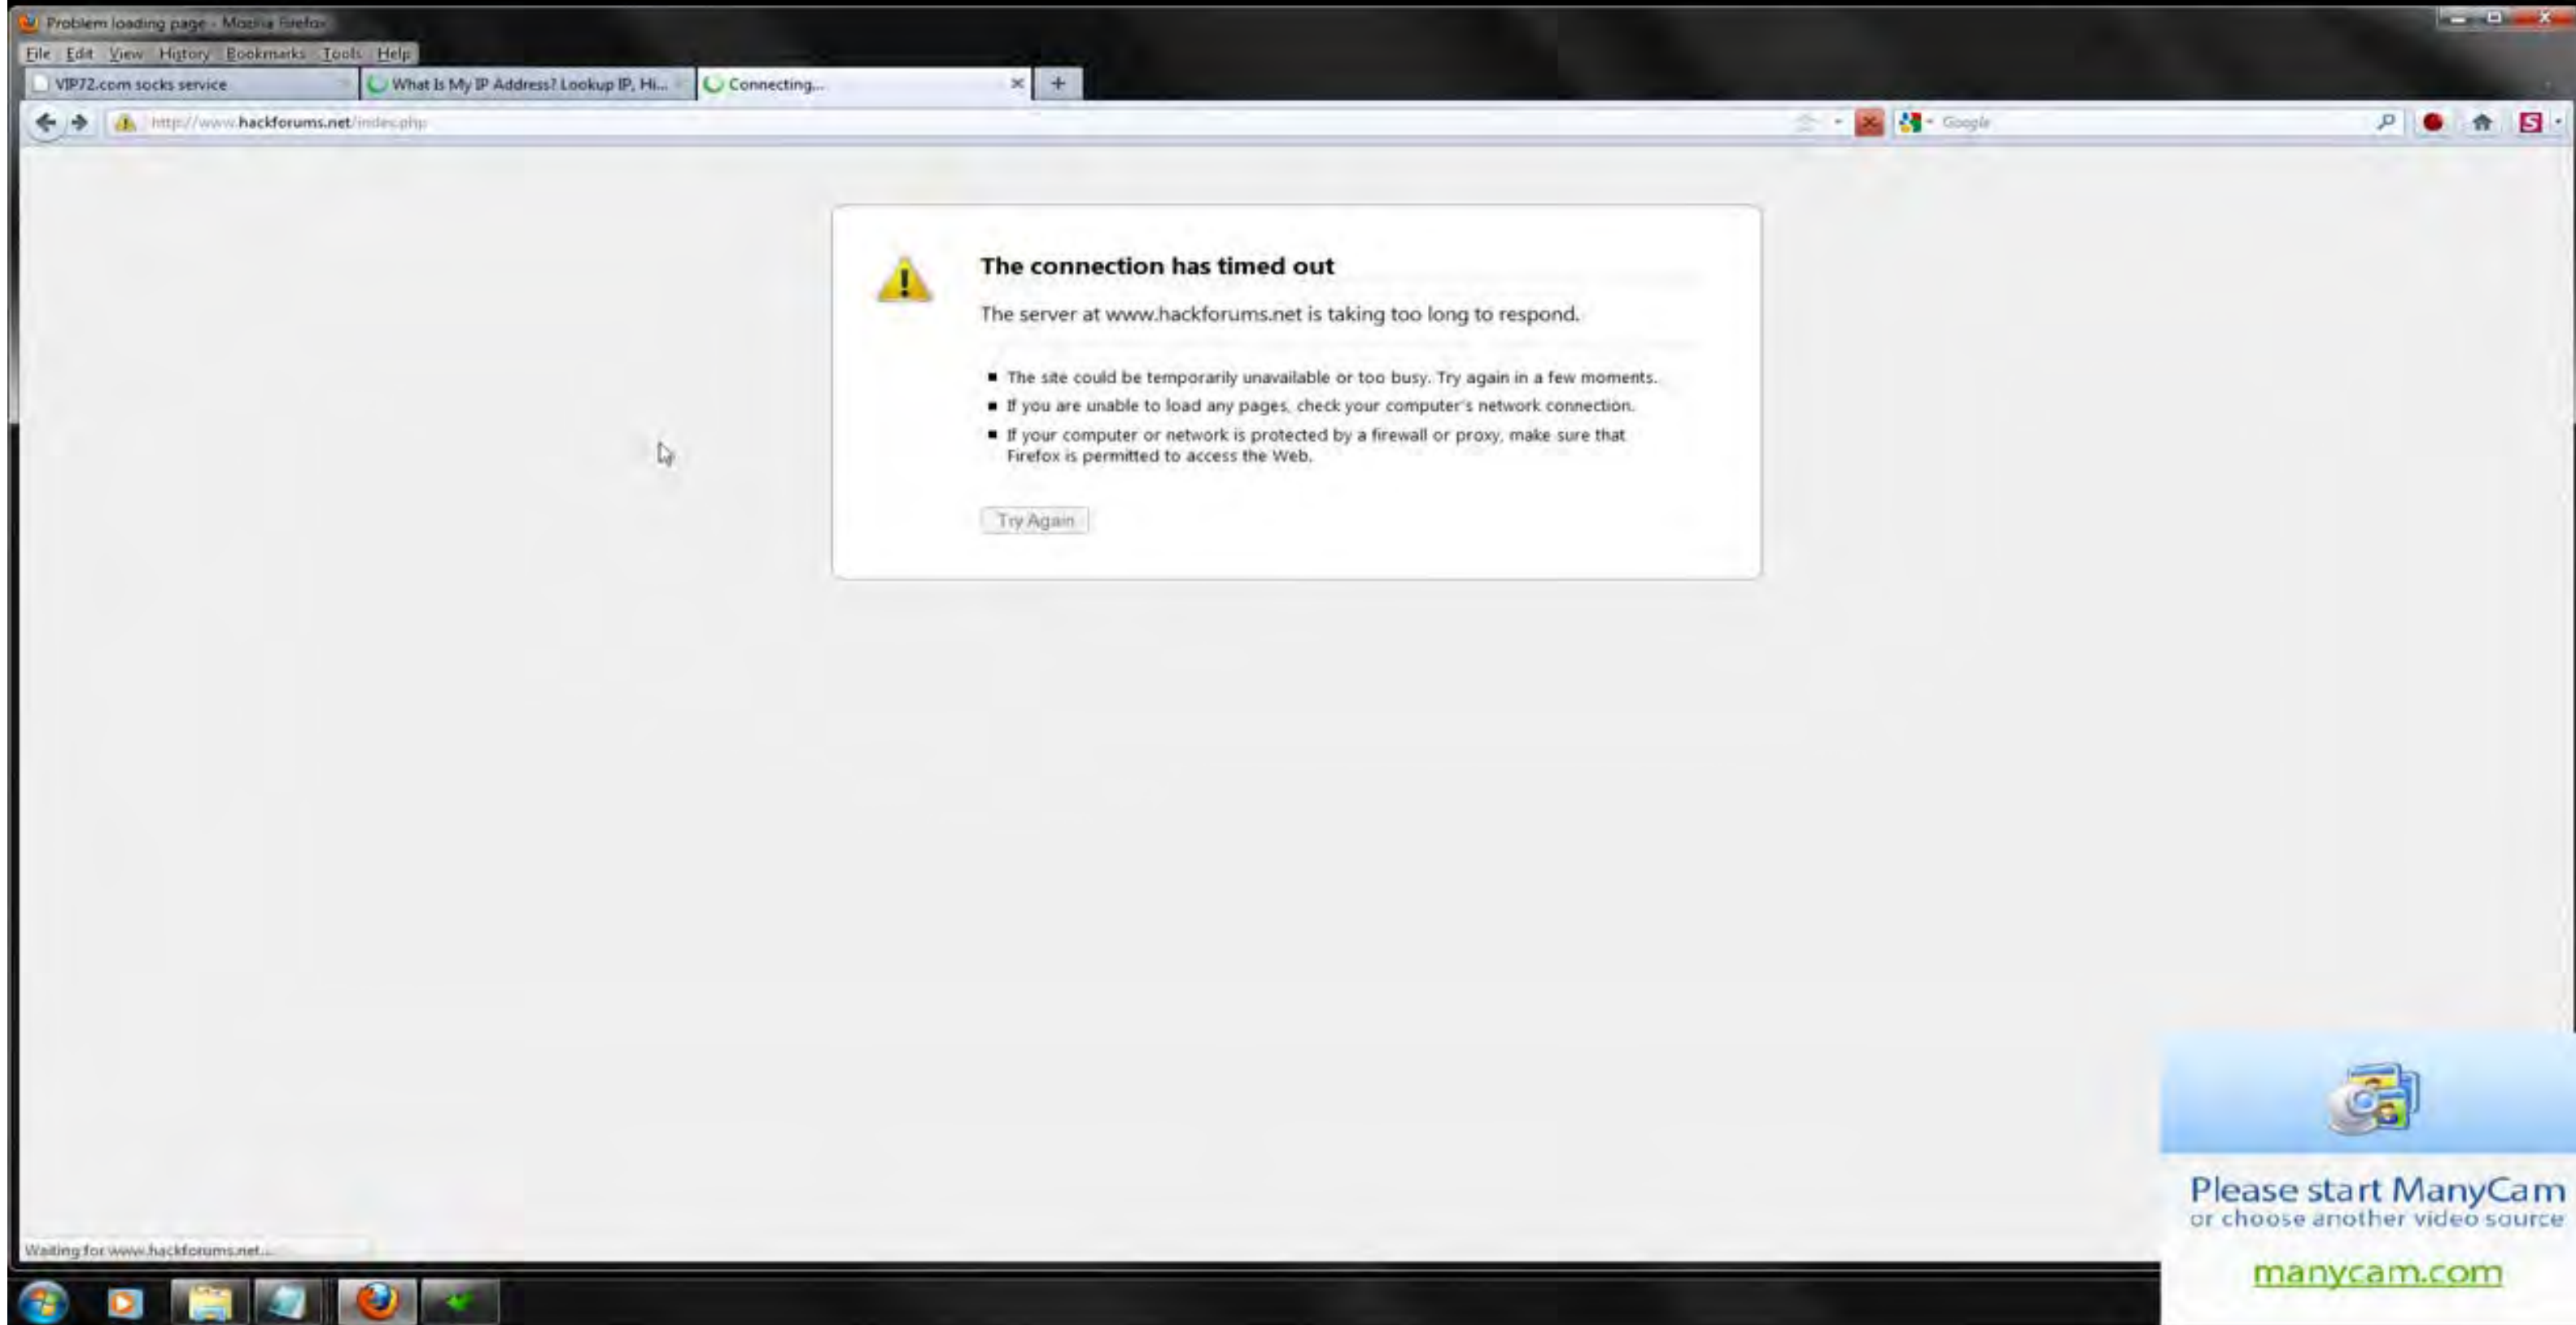 Problem loading page - Mozilla Firefox
File Edit View History Bookmarks Tools Help
VIP72.com socks service
What Is My IP Address? Lookup IP, Hi...
Connecting...
http://www.hackforums.net/index.php
Google
The connection has timed out
The server at www.hackforums.net is taking too long to respond.
The site could be temporarily unavailable or too busy. Try again in a few moments.
If you are unable to load any pages, check your computer's network connection.
If your computer or network is protected by a firewall or proxy, make sure that
Firefox is permitted to access the Web.
Try Again
Please start ManyCam
or choose another video source
manycam.com
Waiting for www.hackforums.net...